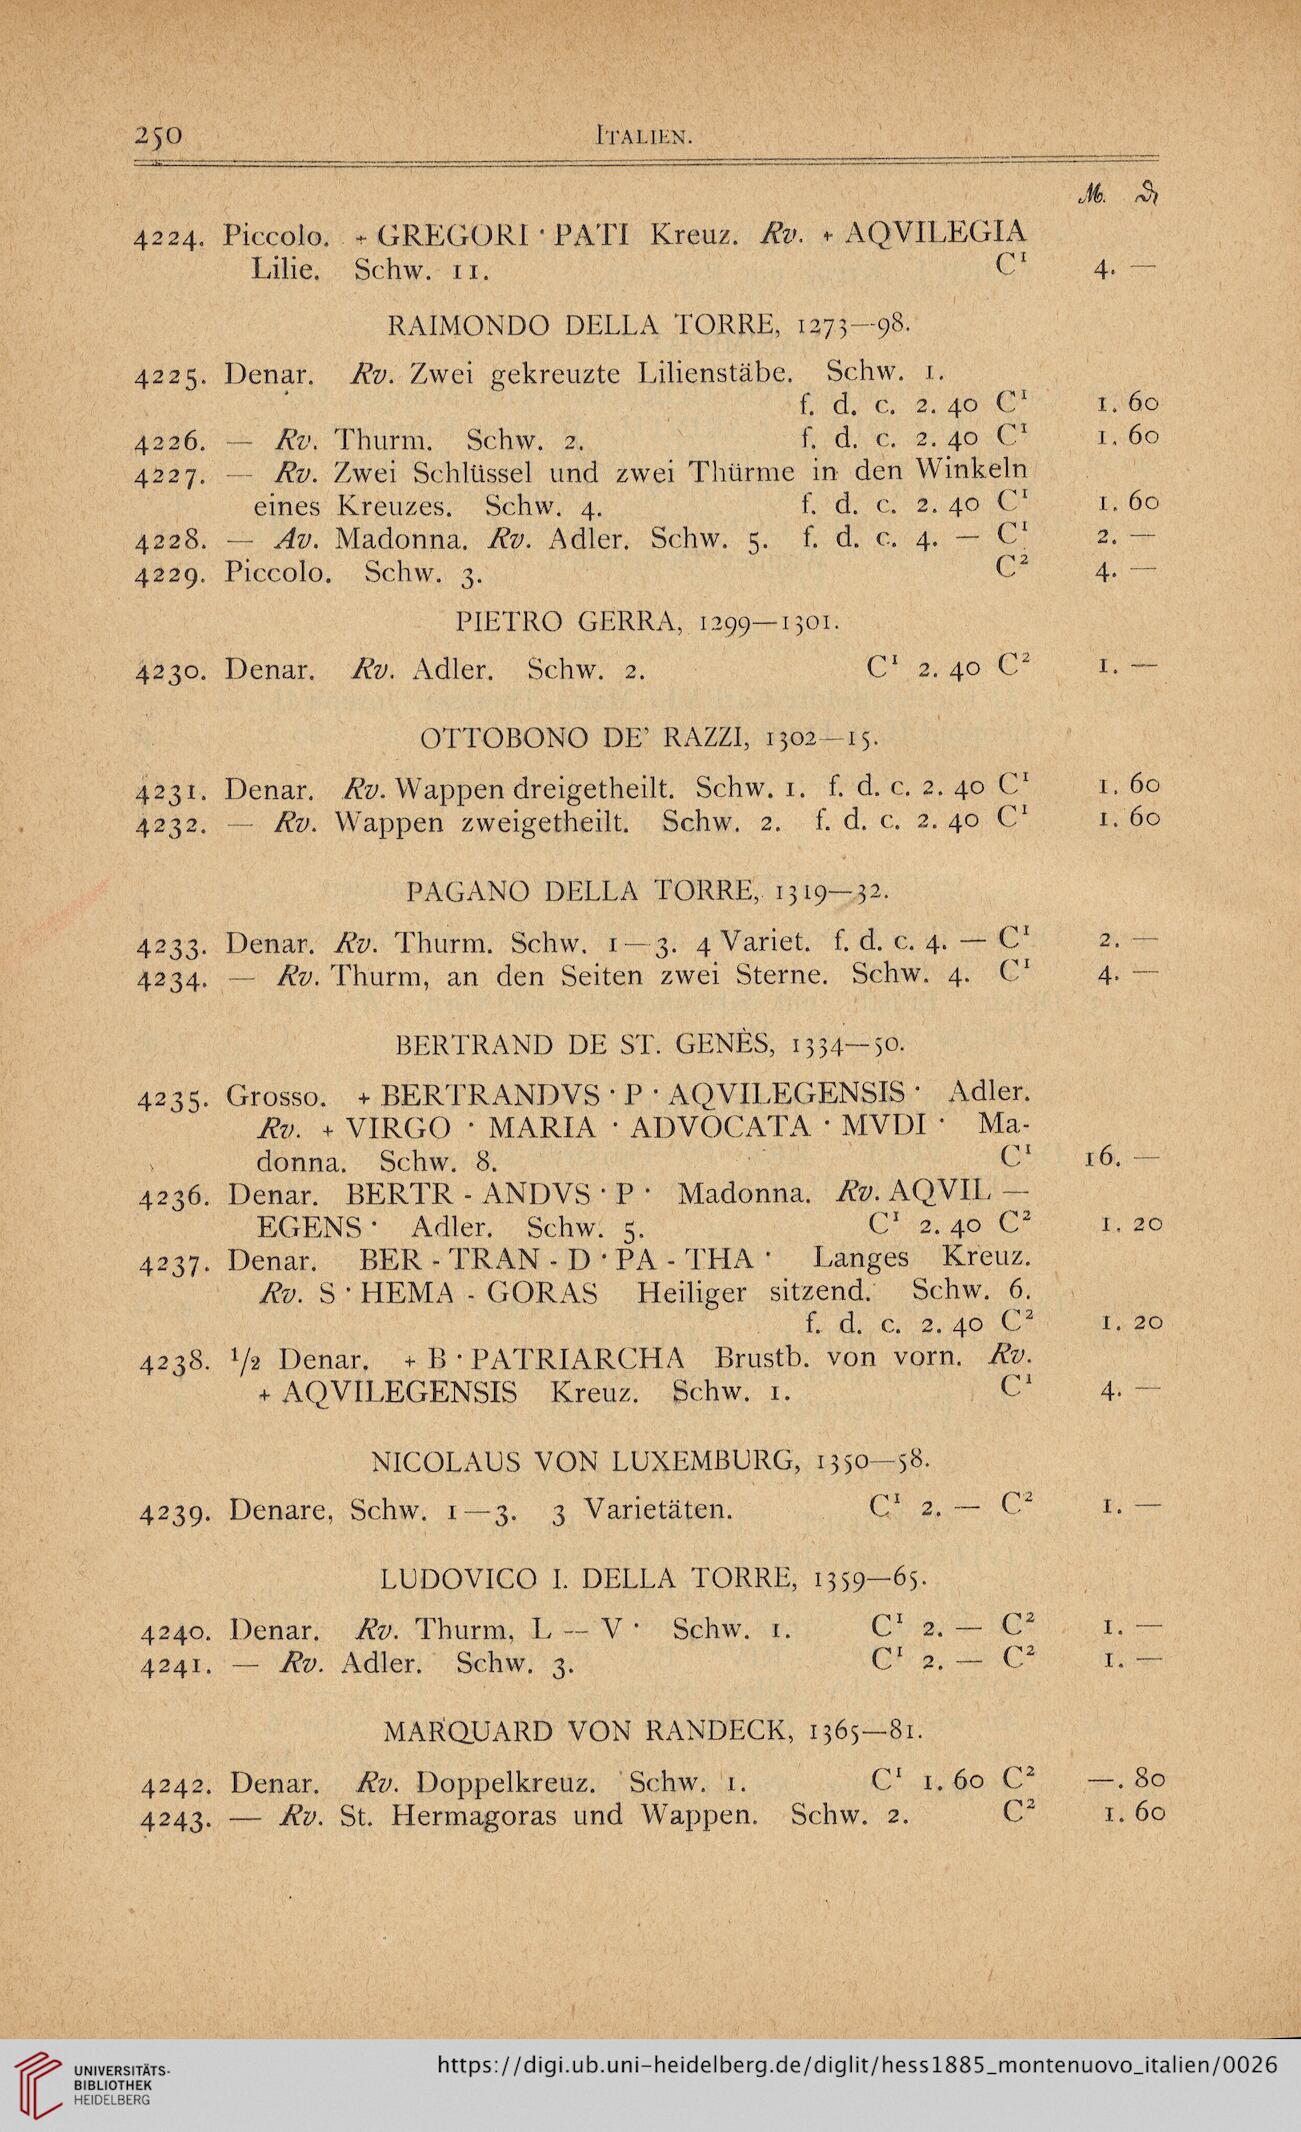 250 Italien.
M. ₰
4224. Piccolo. + GREGORI · PATI Kreuz. Rv. + AQVILEGIA
Lilie. Schw. 11. C¹ 4. —
RAIMONDO DELLA TORRE, 1273—98.
4225. Denar. Rv. Zwei gekreuzte Lilienstäbe. Schw. 1.
f. d. c. 2. 40 C¹ 1. 60
4226. — Rv. Thurm. Schw. 2. f. d. c. 2. 40 C¹ 1. 60
4227. — Rv. Zwei Schlüssel und zwei Thürme in den Winkeln
eines Kreuzes. Schw. 4. f. d. c. 2. 40 C¹ 1. 60
4228. — Av. Madonna. Rv. Adler. Schw. 5. f. d. c. 4. — C¹ 2. —
4229. Piccolo. Schw. 3. C² 4. —
PIETRO GERRA, 1299—1301.
4230. Denar. Rv. Adler. Schw. 2. C¹ 2. 40 C² 1. —
OTTOBONO DE' RAZZI, 1302—15.
4231. Denar. Rv. Wappen dreigetheilt. Schw. 1. f. d. c. 2. 40 C¹ 1. 60
4232. — Rv. Wappen zweigetheilt. Schw. 2. f. d. c. 2. 40 C¹ 1. 60
PAGANO DELLA TORRE, 1319—32.
4233. Denar. Rv. Thurm. Schw. 1—3. 4 Variet. f. d. c. 4. — C¹ 2. —
4234. — Rv. Thurm, an den Seiten zwei Sterne. Schw. 4. C¹ 4. —
BERTRAND DE ST. GENÈS, 1334—50.
4235. Grosso. + BERTRANDVS · P · AQVILEGENSIS · Adler.
Rv. + VIRGO · MARIA · ADVOCATA · MVDI · Ma-
donna. Schw. 8. C¹ 16. —
4236. Denar. BERTR - ANDVS · P · Madonna. Rv. AQVIL —
EGENS · Adler. Schw. 5. C¹ 2. 40 C² 1. 20
4237. Denar. BER - TRAN - D · PA - THA · Langes Kreuz.
Rv. S · HEMA - GORAS Heiliger sitzend. Schw. 6.
f. d. c. 2. 40 C² 1. 20
4238. ½ Denar. + B · PATRIARCHA Brustb. von vorn. Rv.
+ AQVILEGENSIS Kreuz. Schw. 1. C¹ 4. —
NICOLAUS VON LUXEMBURG, 1350—58.
4239. Denare, Schw. 1—3. 3 Varietäten. C¹ 2. — C² 1. —
LUDOVICO I. DELLA TORRE, 1359—65.
4240. Denar. Rv. Thurm, L — V · Schw. 1. C¹ 2. — C² 1. —
4241. — Rv. Adler. Schw. 3. C¹ 2. — C² 1. —
MARQUARD VON RANDECK, 1365—81.
4242. Denar. Rv. Doppelkreuz. Schw. 1. C¹ 1. 60 C² —. 80
4243. — Rv. St. Hermagoras und Wappen. Schw. 2. C² 1. 60
UNIVERSITÄTS-
BIBLIOTHEK
HEIDELBERG
https://digi.ub.uni-heidelberg.de/diglit/hess1885_montenuovo_italien/0026